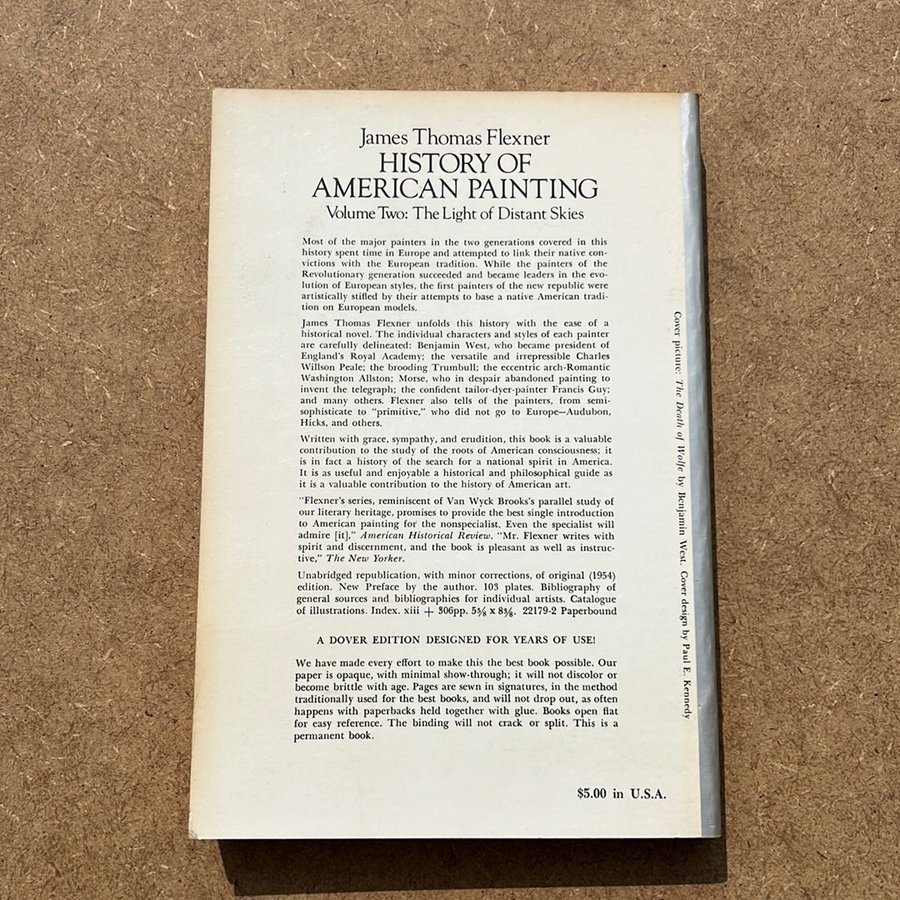 James Thomas Flexner
HISTORY OF
AMERICAN PAINTING
Volume Two: The Light of Distant Skies
Most of the major painters in the two generations covered in this
history spent time in Europe and attempted to link their native con-
victions with the European tradition. While the painters of the
Revolutionary generation succeeded and became leaders in the evo-
lution of European styles, the first painters of the new republic were
artistically stifled by their attempts to base a native American tradi-
tion on European models.
James Thomas Flexner unfolds this history with the ease of a
historical novel. The individual characters and styles of each painter
are carefully delineated: Benjamin West, who became president of
England's Royal Academy; the versatile and irrepressible Charles
Willson Peale; the brooding Trumbull; the eccentric arch-Romantic
Washington Allston; Morse, who in despair abandoned painting to
invent the telegraph; the confident tailor-dyer-painter Francis Guy;
and many others. Flexner also tells of the painters, from semi-
sophisticate to "primitive," who did not go to Europe—Audubon,
Hicks, and others.
Written with grace, sympathy, and erudition, this book is a valuable
contribution to the study of the roots of American consciousness; it
is in fact a history of the search for a national spirit in America.
It is as useful and enjoyable a historical and philosophical guide as
it is a valuable contribution to the history of American art.
"Flexner's series, reminiscent of Van Wyck Brooks's parallel study of
our literary heritage, promises to provide the best single introduction
to American painting for the nonspecialist. Even the specialist will
admire [it]," American Historical Review. "Mr. Flexner writes with
spirit and discernment, and the book is pleasant as well as instruc-
tive," The New Yorker.
Unabridged republication, with minor corrections, of original (1954)
edition. New Preface by the author. 103 plates. Bibliography of
general sources and bibliographies for individual artists. Catalogue
of illustrations. Index. xiii + 306pp. 5⅜ x 8⅜. 22179-2 Paperbound
A DOVER EDITION DESIGNED FOR YEARS OF USE!
We have made every effort to make this the best book possible. Our
paper is opaque, with minimal show-through; it will not discolor or
become brittle with age. Pages are sewn in signatures, in the method
traditionally used for the best books, and will not drop out, as often
happens with paperbacks held together with glue. Books open flat
for easy reference. The binding will not crack or split. This is a
permanent book.
$5.00 in U.S.A.
Cover picture: The Death of Wolfe by Benjamin West. Cover design by Paul E. Kennedy